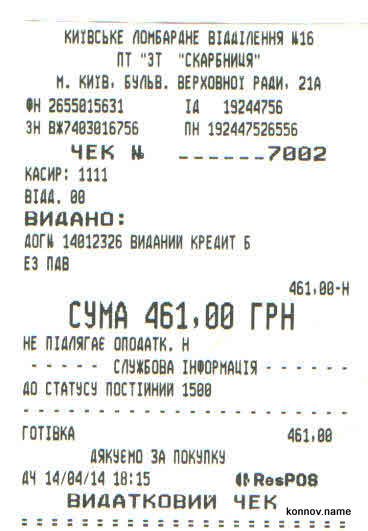 КИЇВСЬКЕ ЛОМБАРДНЕ ВІДДІЛЕННЯ №16
ПТ "ЗТ "СКАРБНИЦЯ"
М. КИЇВ, БУЛЬВ. ВЕРХОВНОЇ РАДИ, 21А
ФН 2655015631 ІД 19244756
ЗН ВЖ7403016756 ПН 192447526556
ЧЕК № ______7002
КАСИР: 1111
ВІДД. 00
ВИДАНО:
ДОГ№ 14012326 ВИДАНИИ КРЕДИТ Б
ЕЗ ПДВ
461,00-Н
СУМА 461,00 ГРН
НЕ ПІДЛЯГАЄ ОПОДАТК. Н
- - - - - СЛУЖБОВА ІНФОРМАЦІЯ - - - - - -
ДО СТАТУСУ ПОСТІЙНИЙ 1500
ГОТІВКА 461,00
ДЯКУЄМО ЗА ПОКУПКУ
ДЧ 14/04/14 18:15 ResPOS
ВИДАТКОВИЙ ЧЕК
konnov.name